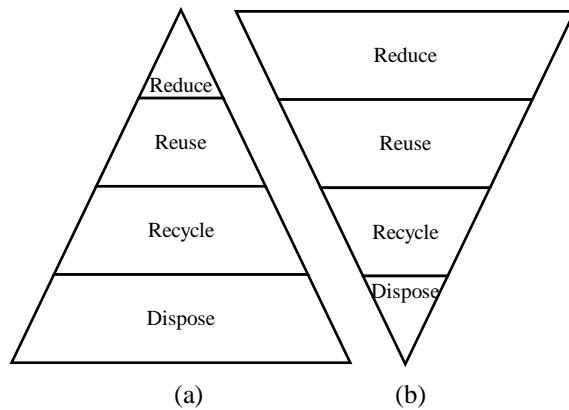 Reduce
Reuse
Recycle
Dispose
(a)
Reduce
Reuse
Recycle
Dispose
(b)